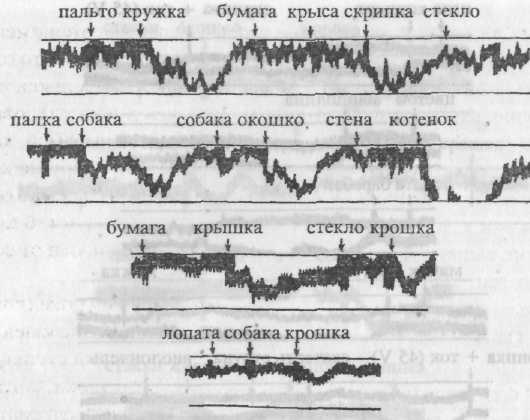 пальто кружка бумага крыса скрипка стекло
палка собака собака окошко стена котенок
бумага крышка стекло крошка
лопата собака крошка